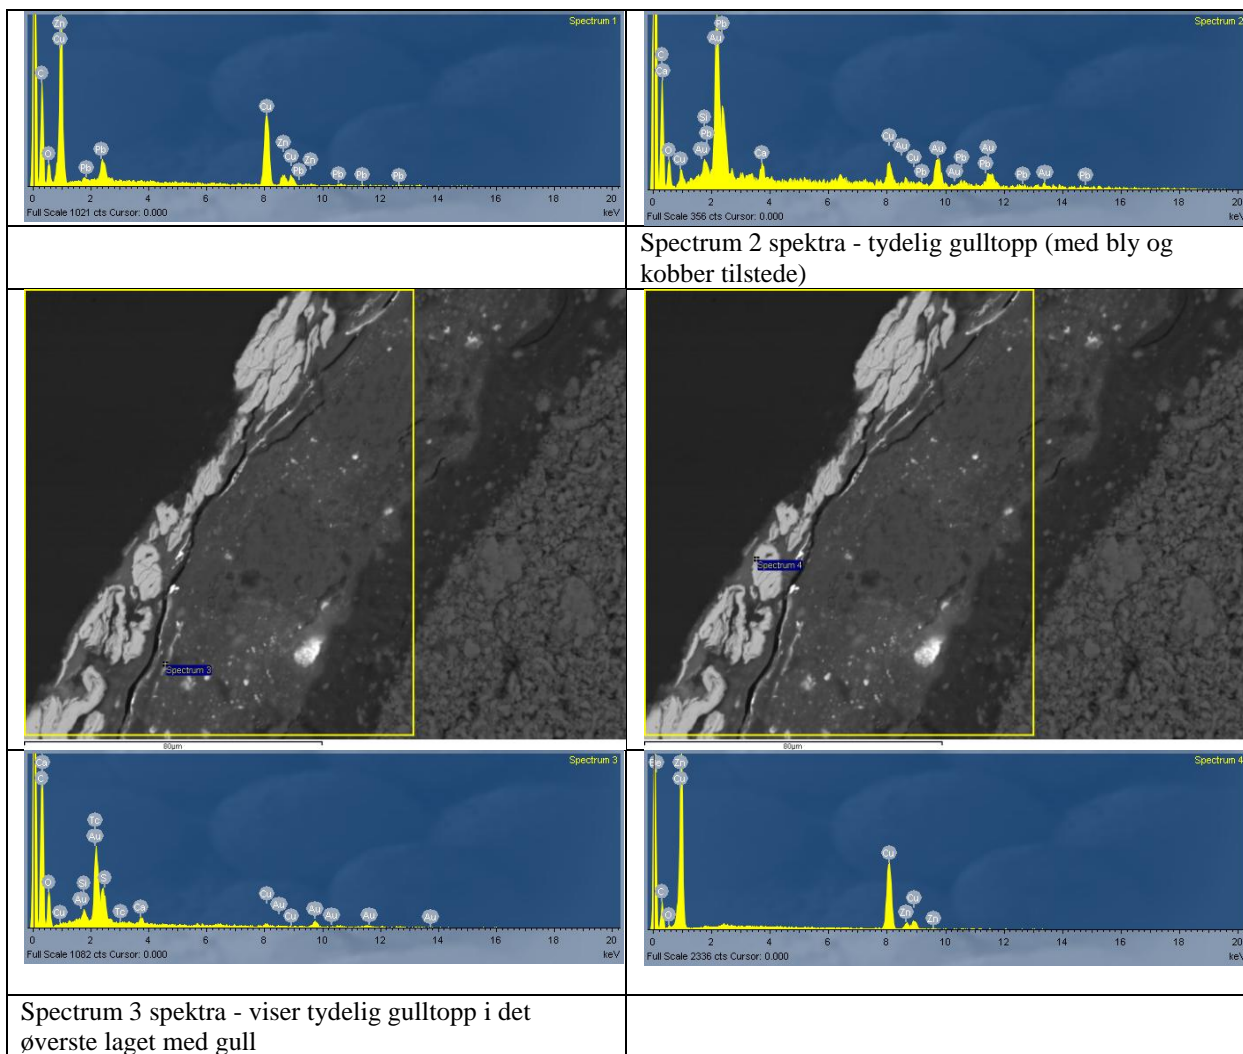 Spectrum 1
Zn
Cu
C
O
Pb
Pb
Cu
Zn
Cu
Zn
Pb
Pb
Pb
Pb
0 2 4 6 8 10 12 14 16 18 20
Full Scale 1021 cts Cursor: 0.000 keV
Spectrum 2
Pb
Au
C
Ca
Si
Pb
Au
O
Cu
Ca
Cu
Au
Cu
Pb
Au
Pb
Au
Au
Pb
Pb
Au
Pb
0 2 4 6 8 10 12 14 16 18 20
Full Scale 356 cts Cursor: 0.000 keV
Spectrum 2 spektra - tydelig gulltopp (med bly og
kobber tilstede)
Spectrum 3
80µm
Spectrum 4
80µm
Spectrum 3
Ca
C
O
Cu
Si
Au
Tc
Au
S
Tc
Ca
Cu
Au
Cu
Au
Au
Au
Au
0 2 4 6 8 10 12 14 16 18 20
Full Scale 1082 cts Cursor: 0.000 keV
Spectrum 4
Zn
Cu
C
O
Cu
Cu
Zn
Zn
0 2 4 6 8 10 12 14 16 18 20
Full Scale 2336 cts Cursor: 0.000 keV
Spectrum 3 spektra - viser tydelig gulltopp i det
øverste laget med gull